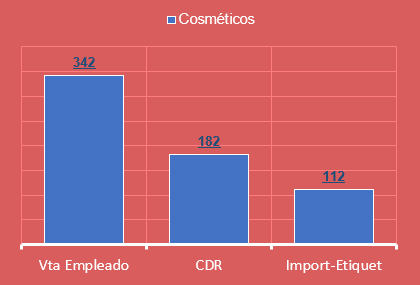 Cosméticos
342
182
112
Vta Empleado
CDR
Import-Etiquet